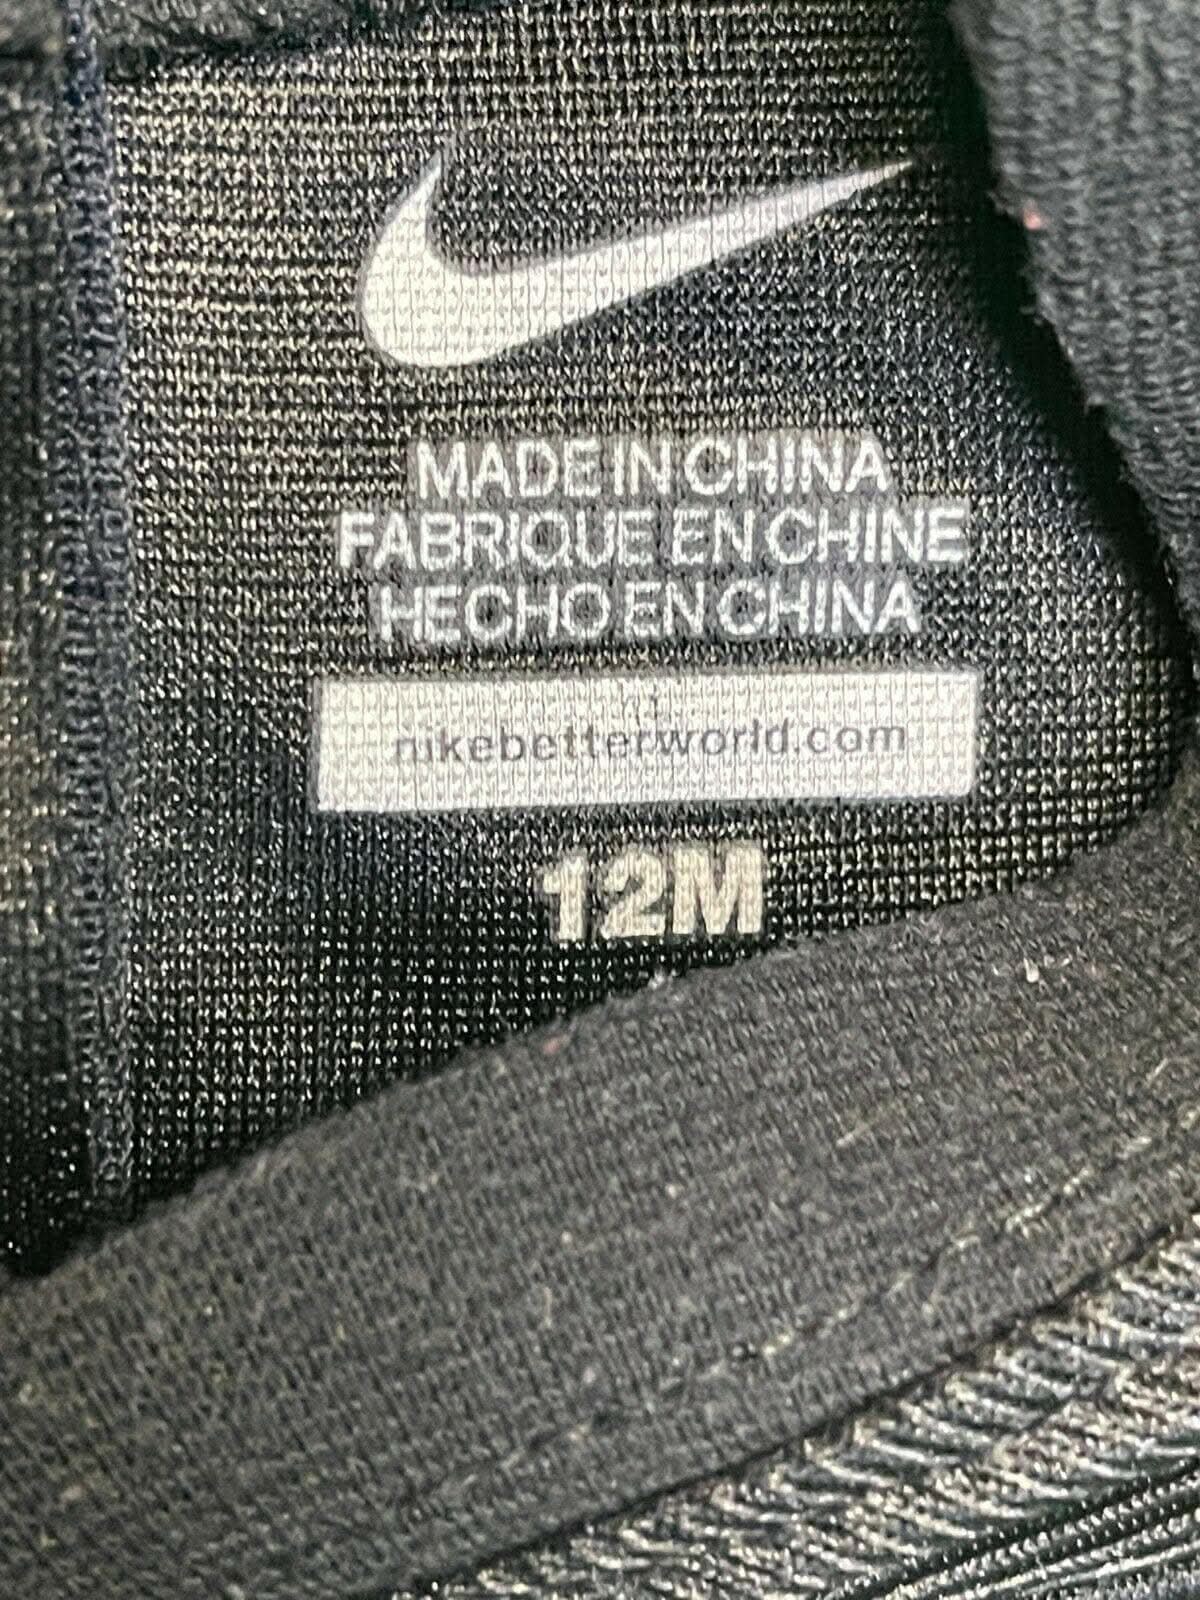 MADE IN CHINA
FABRIQUE EN CHINE
HECHO EN CHINA
nikebetterworld.com
12M